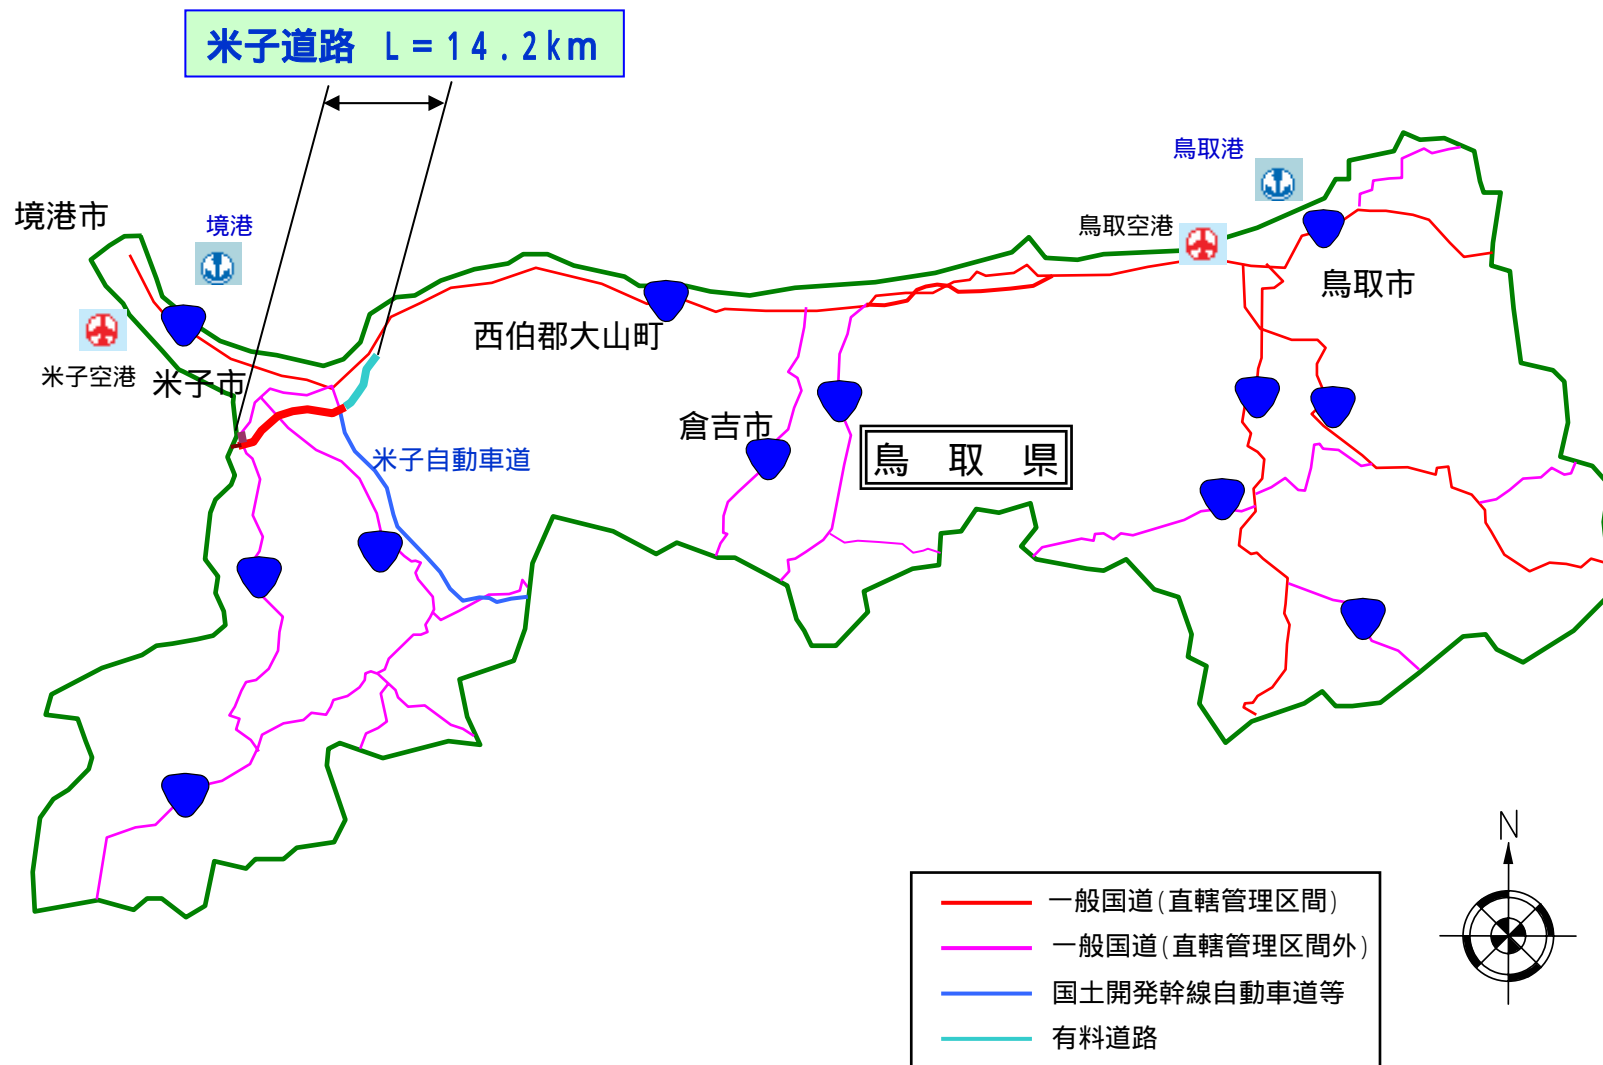 米子道路 L=14.2km
鳥取港
境港市
境港
鳥取空港
鳥取市
西伯郡大山町
米子空港
米子市
倉吉市
米子自動車道
鳥 取 県
N
一般国道(直轄管理区間)
一般国道(直轄管理区間外)
国土開発幹線自動車道等
有料道路